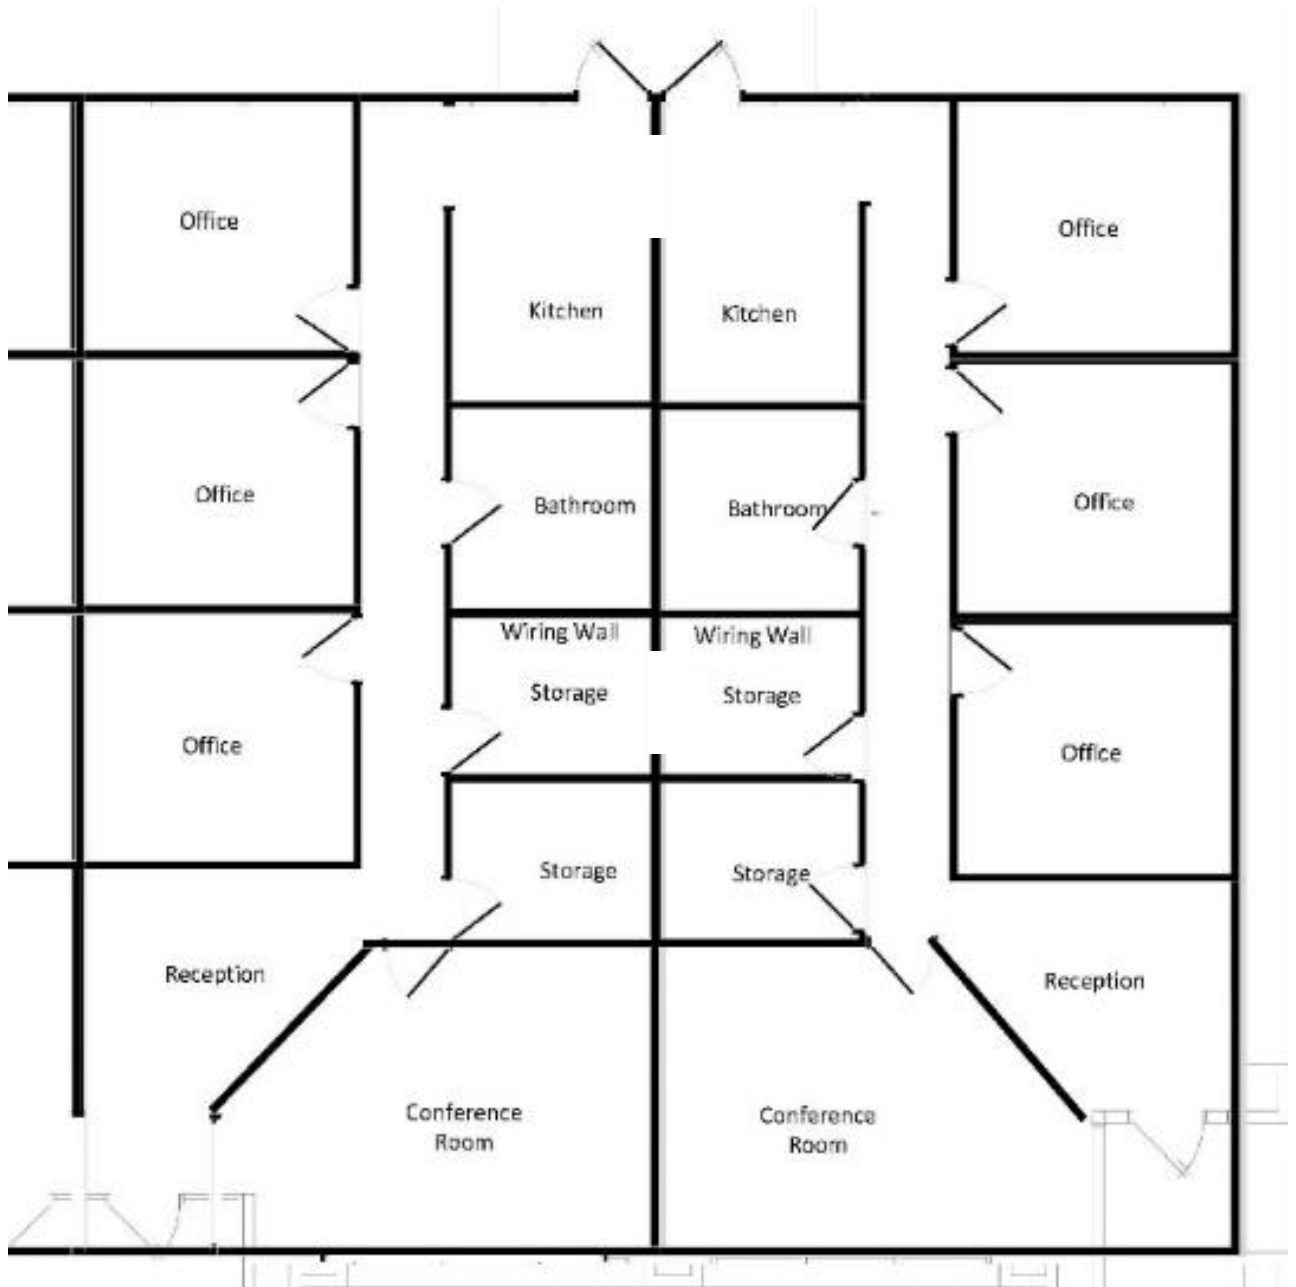 Office
Office
Kitchen
Kitchen
Office
Office
Bathroom
Bathroom
Wiring Wall
Wiring Wall
Storage
Storage
Office
Office
Storage
Storage
Reception
Reception
Conference
Room
Conference
Room